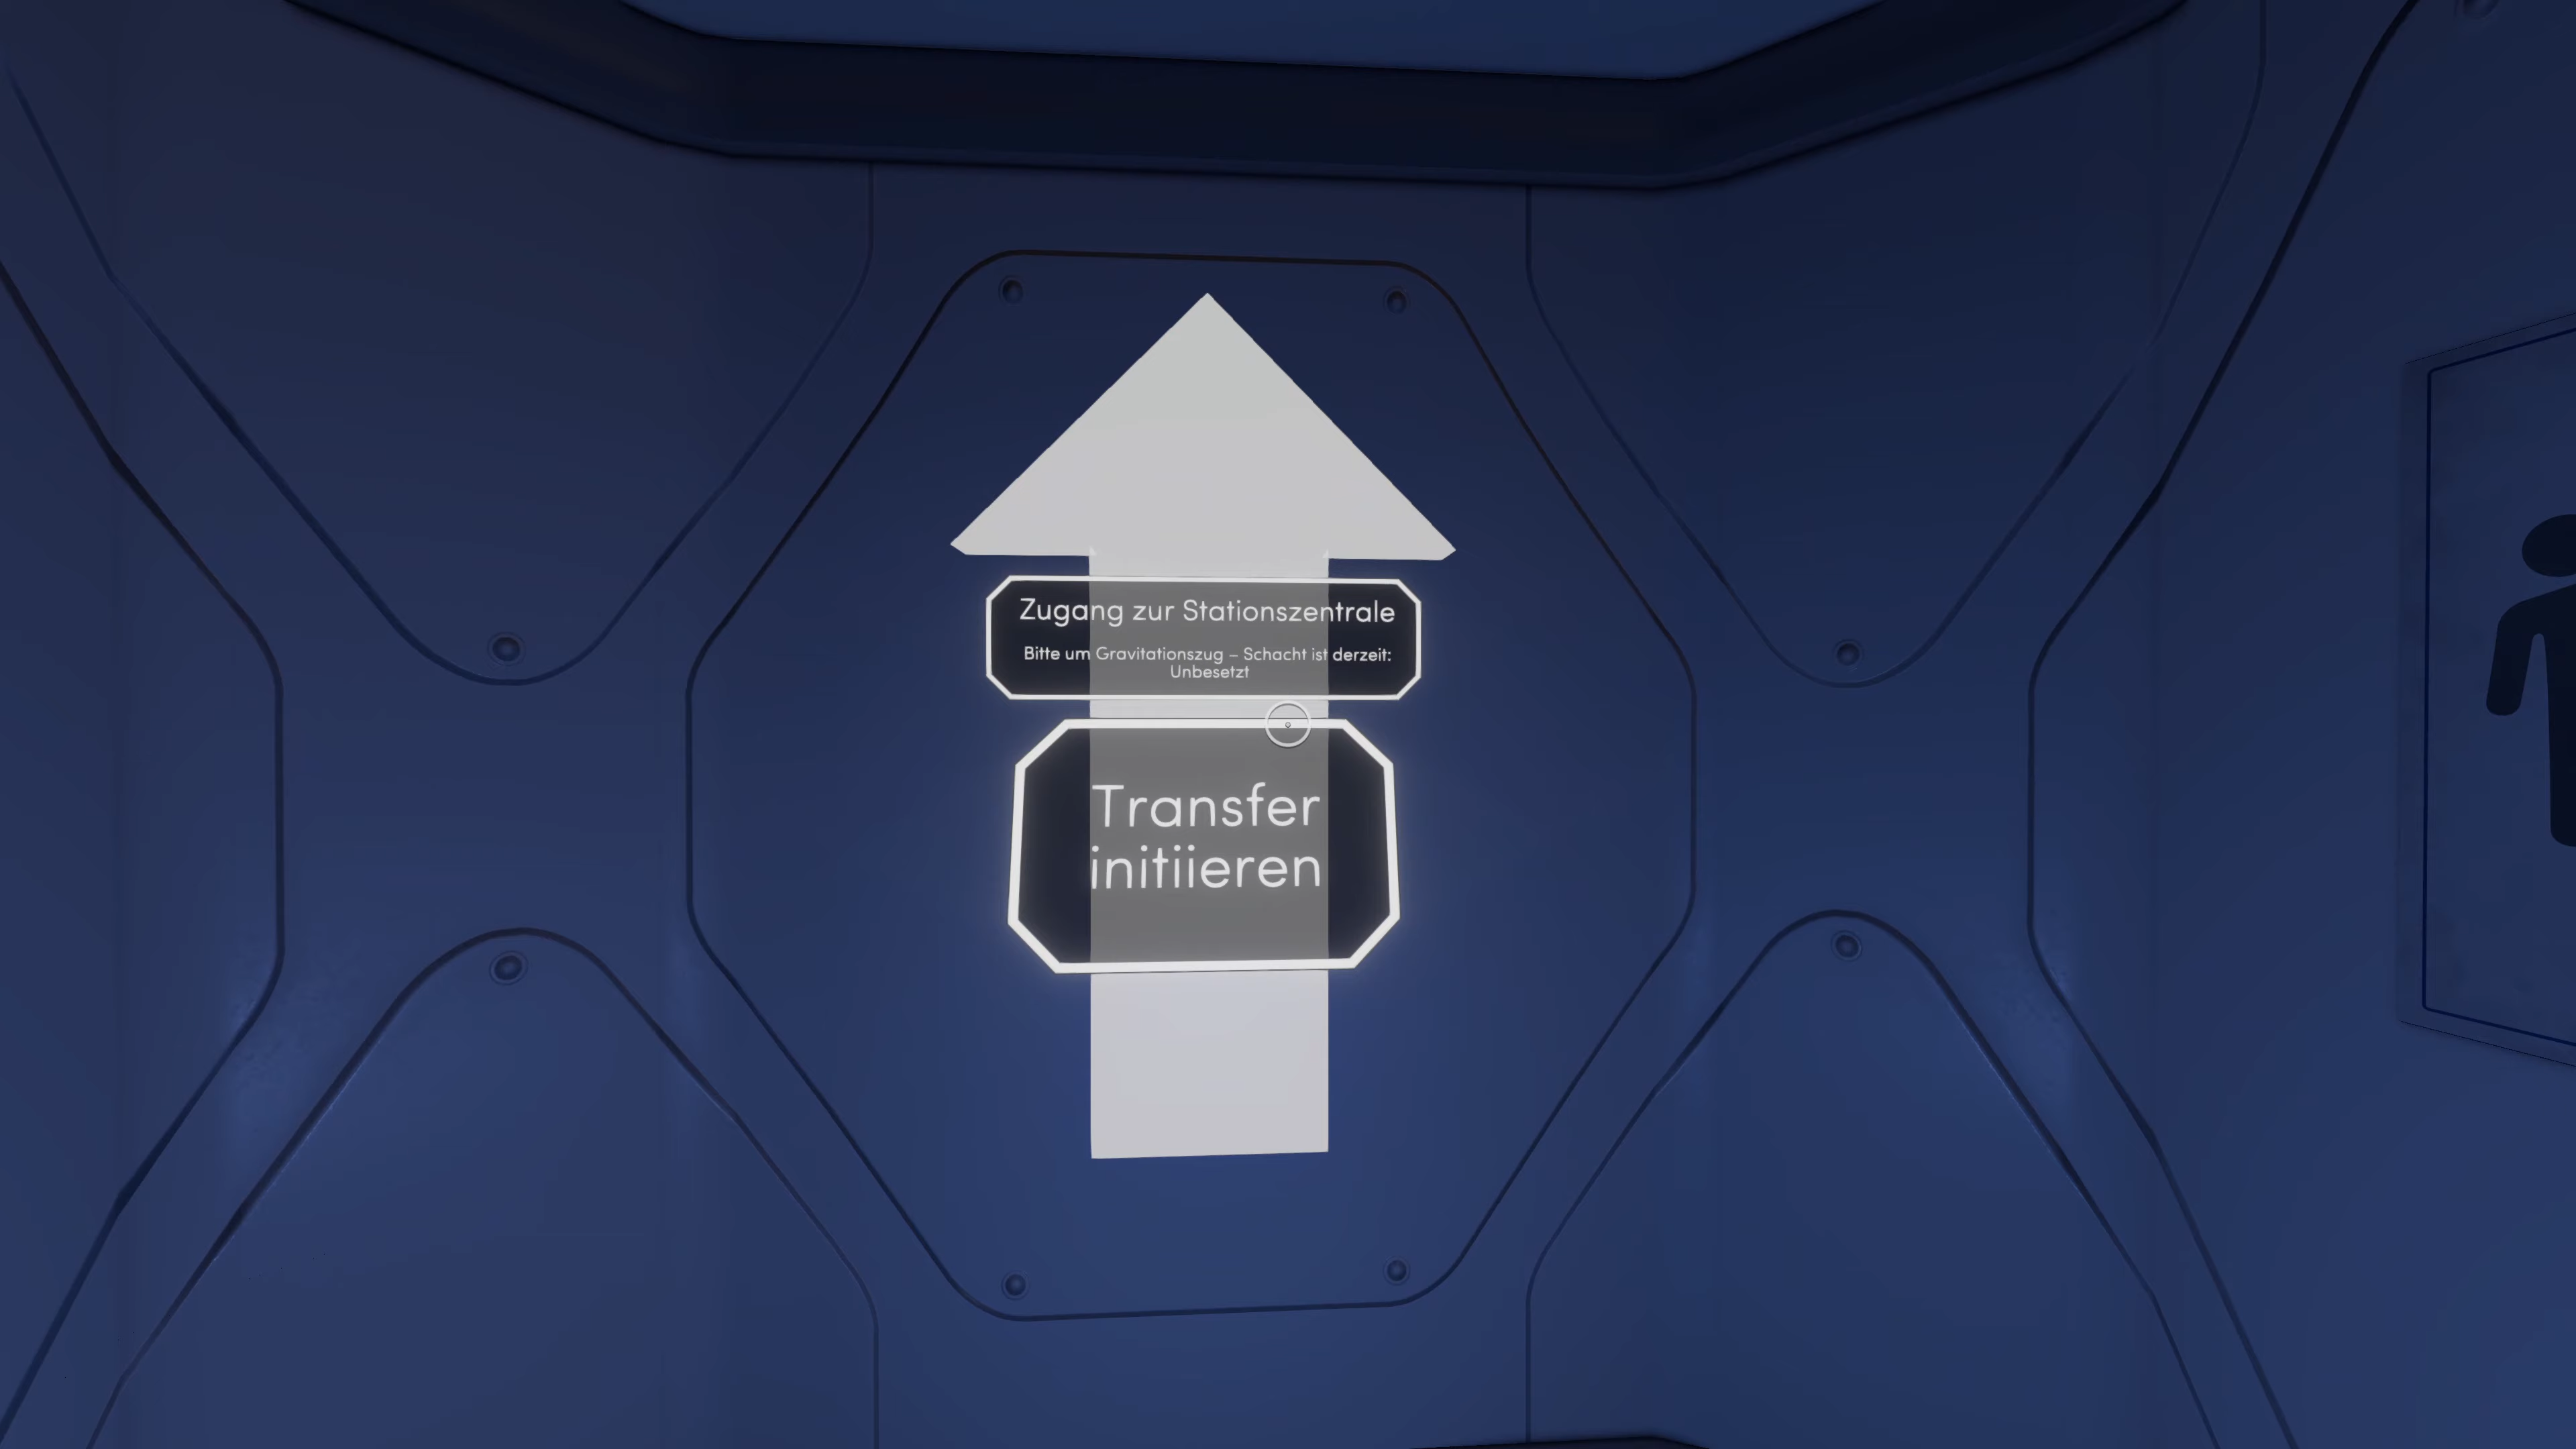 Zugang zur Stationszentrale
Bitte um Gravitationszug – Schacht ist derzeit:
Unbesetzt
Transfer
initiieren